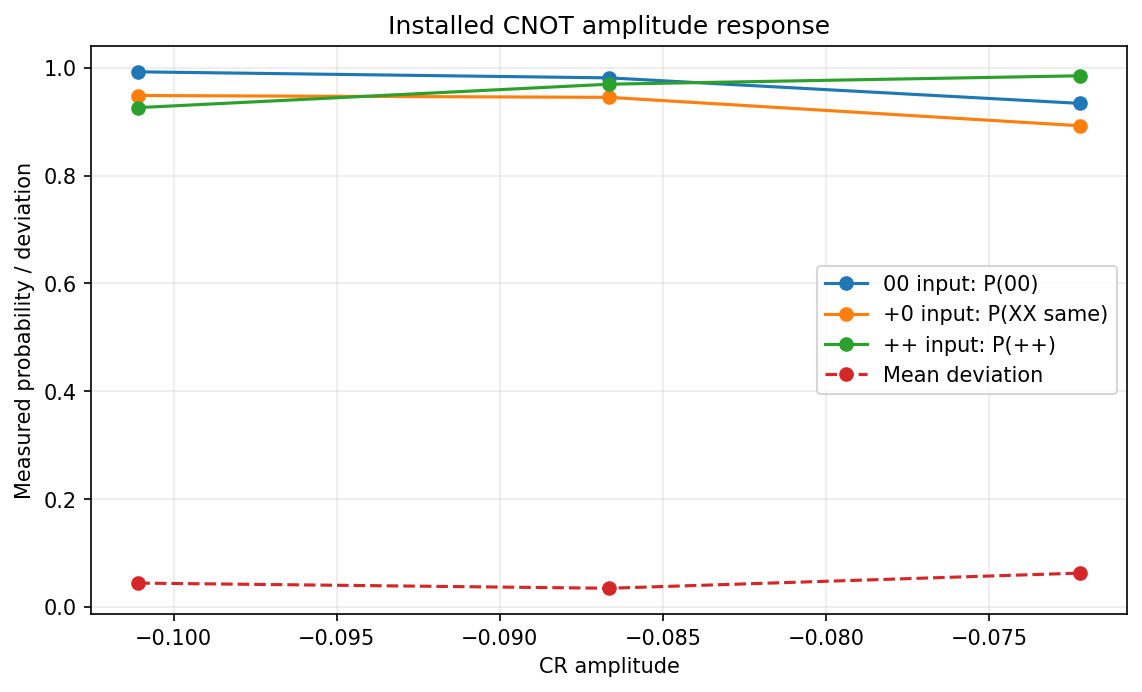 Installed CNOT amplitude response
Measured probability / deviation
1.0
0.8
0.6
0.4
0.2
0.0
00 input: P(00)
+0 input: P(XX same)
++ input: P(++)
Mean deviation
−0.100
−0.095
−0.090
−0.085
−0.080
−0.075
CR amplitude